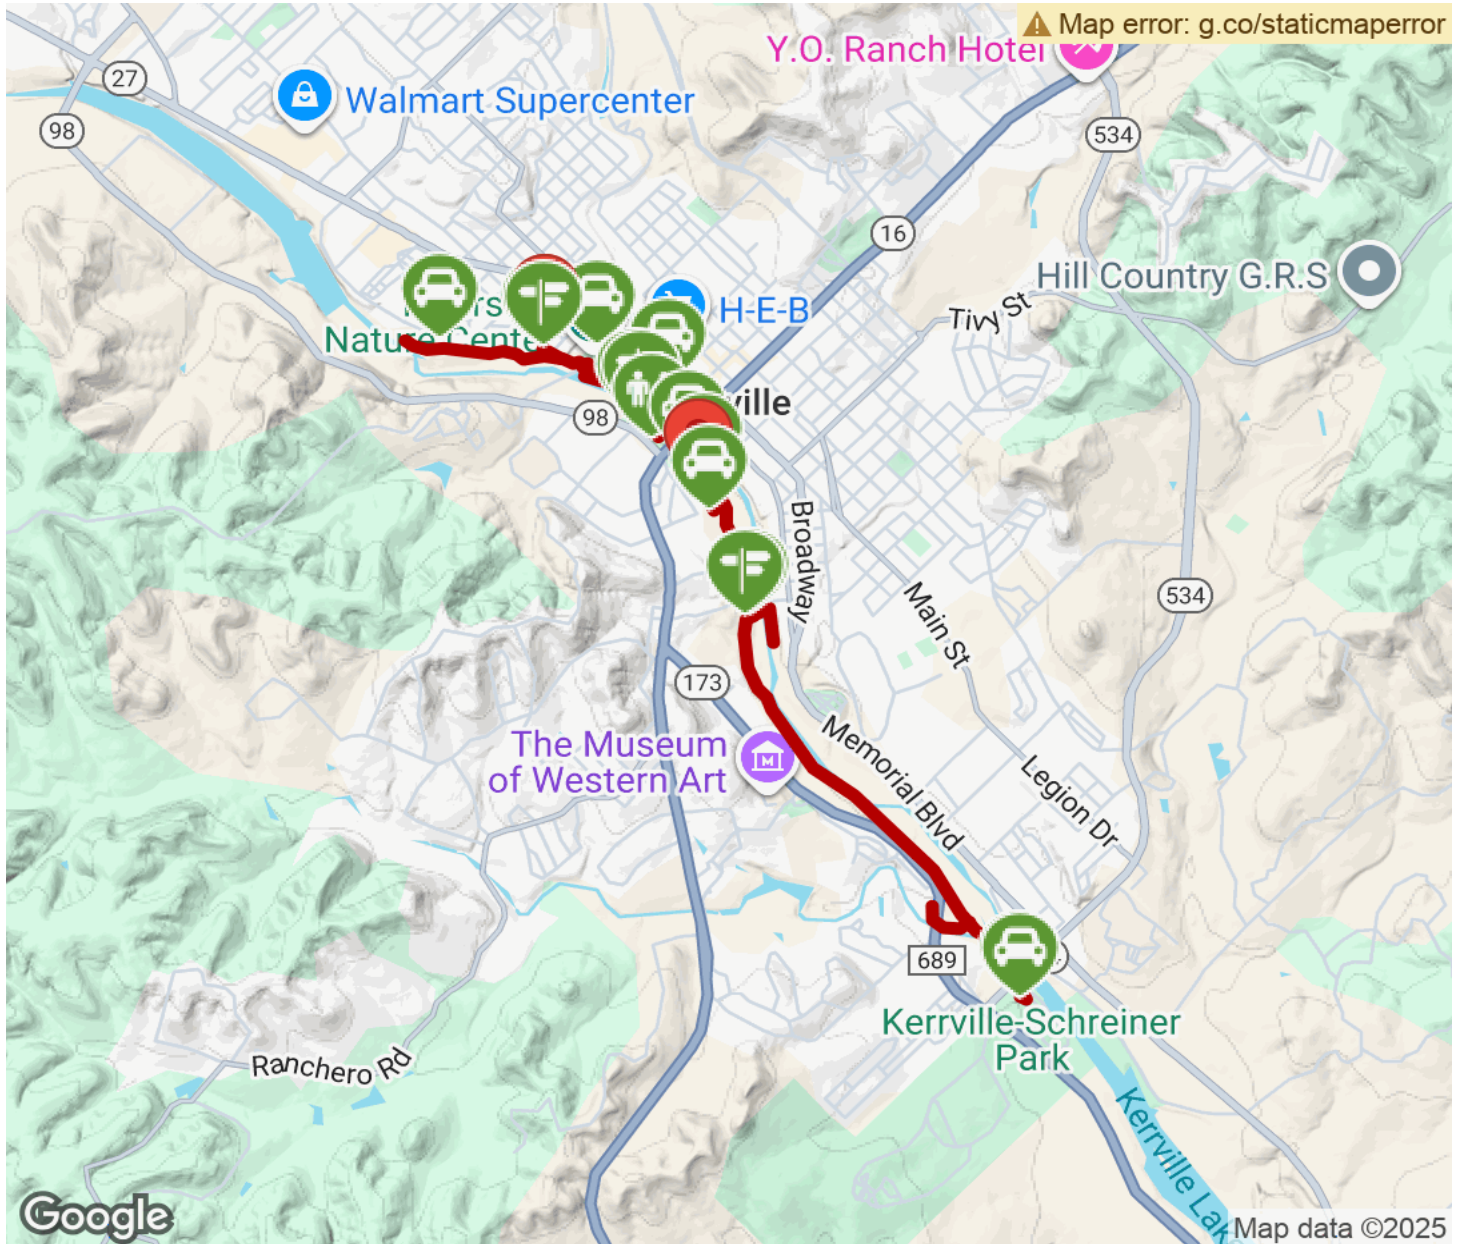 Map error: g.co/staticmaperror
Y.O. Ranch Hotel
27
Walmart Supercenter
98
534
16
Hill Country G.R.S
H-E-B
Tivy St
Nature Cente
98
ville
Broadway
534
Main St
173
The Museum
of Western Art
Memorial Blvd
Legion Dr
689
Kerrville-Schreiner
Park
Ranchero Rd
Kerrville Lake
Google
Map data ©2025